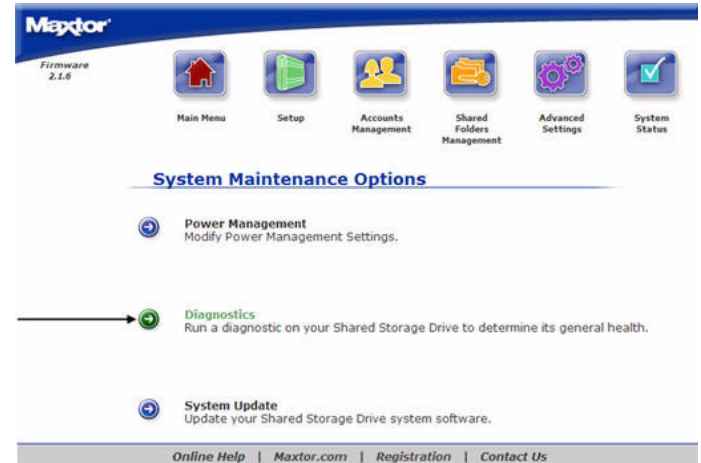 Maxtor
Firmware
2.1.6
Main Menu
Setup
Accounts
Management
Shared
Folders
Management
Advanced
Settings
System
Status
System Maintenance Options
Power Management
Modify Power Management Settings.
Diagnostics
Run a diagnostic on your Shared Storage Drive to determine its general health.
System Update
Update your Shared Storage Drive system software.
Online Help | Maxtor.com | Registration | Contact Us